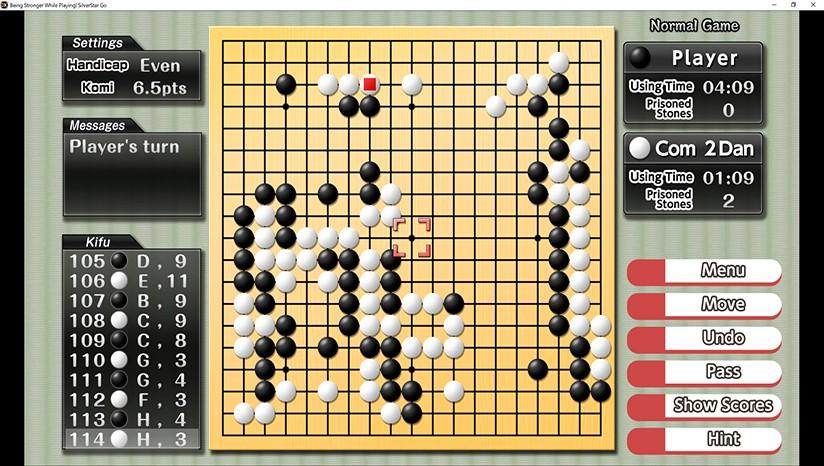 Being Stronger While Playing! SilverStar Go
Settings
Handicap Even
Komi 6.5pts
Messages
Player's turn
Kifu
105 D , 9
106 E , 11
107 B , 9
108 C , 9
109 C , 8
110 G , 3
111 G , 4
112 F , 3
113 H , 4
114 H , 3
Normal Game
Player
Using Time 04:09
Prisoned Stones 0
Com 2Dan
Using Time 01:09
Prisoned Stones 2
Menu
Move
Undo
Pass
Show Scores
Hint